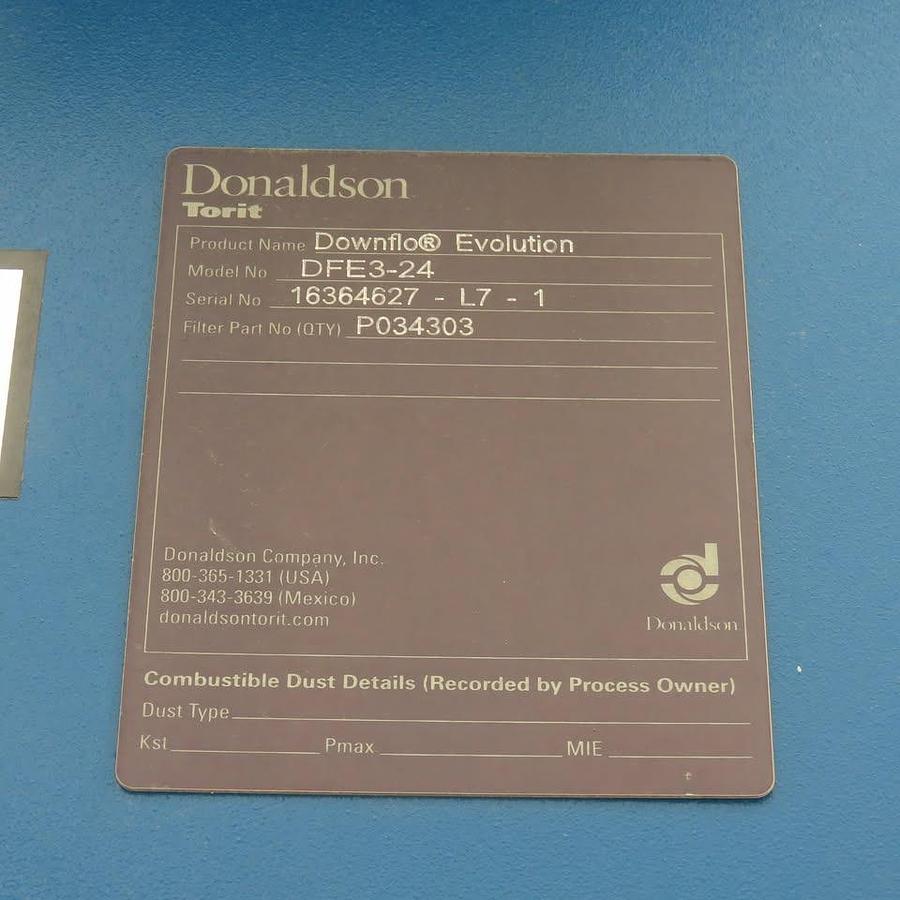 Donaldson
Torit
Product Name Downflo® Evolution
Model No DFE3-24
Serial No 16364627 - L7 - 1
Filter Part No (QTY) P034303
Donaldson Company, Inc.
800-365-1331 (USA)
800-343-3639 (Mexico)
donaldsontorit.com
Donaldson
Combustible Dust Details (Recorded by Process Owner)
Dust Type
Kst Pmax MIE